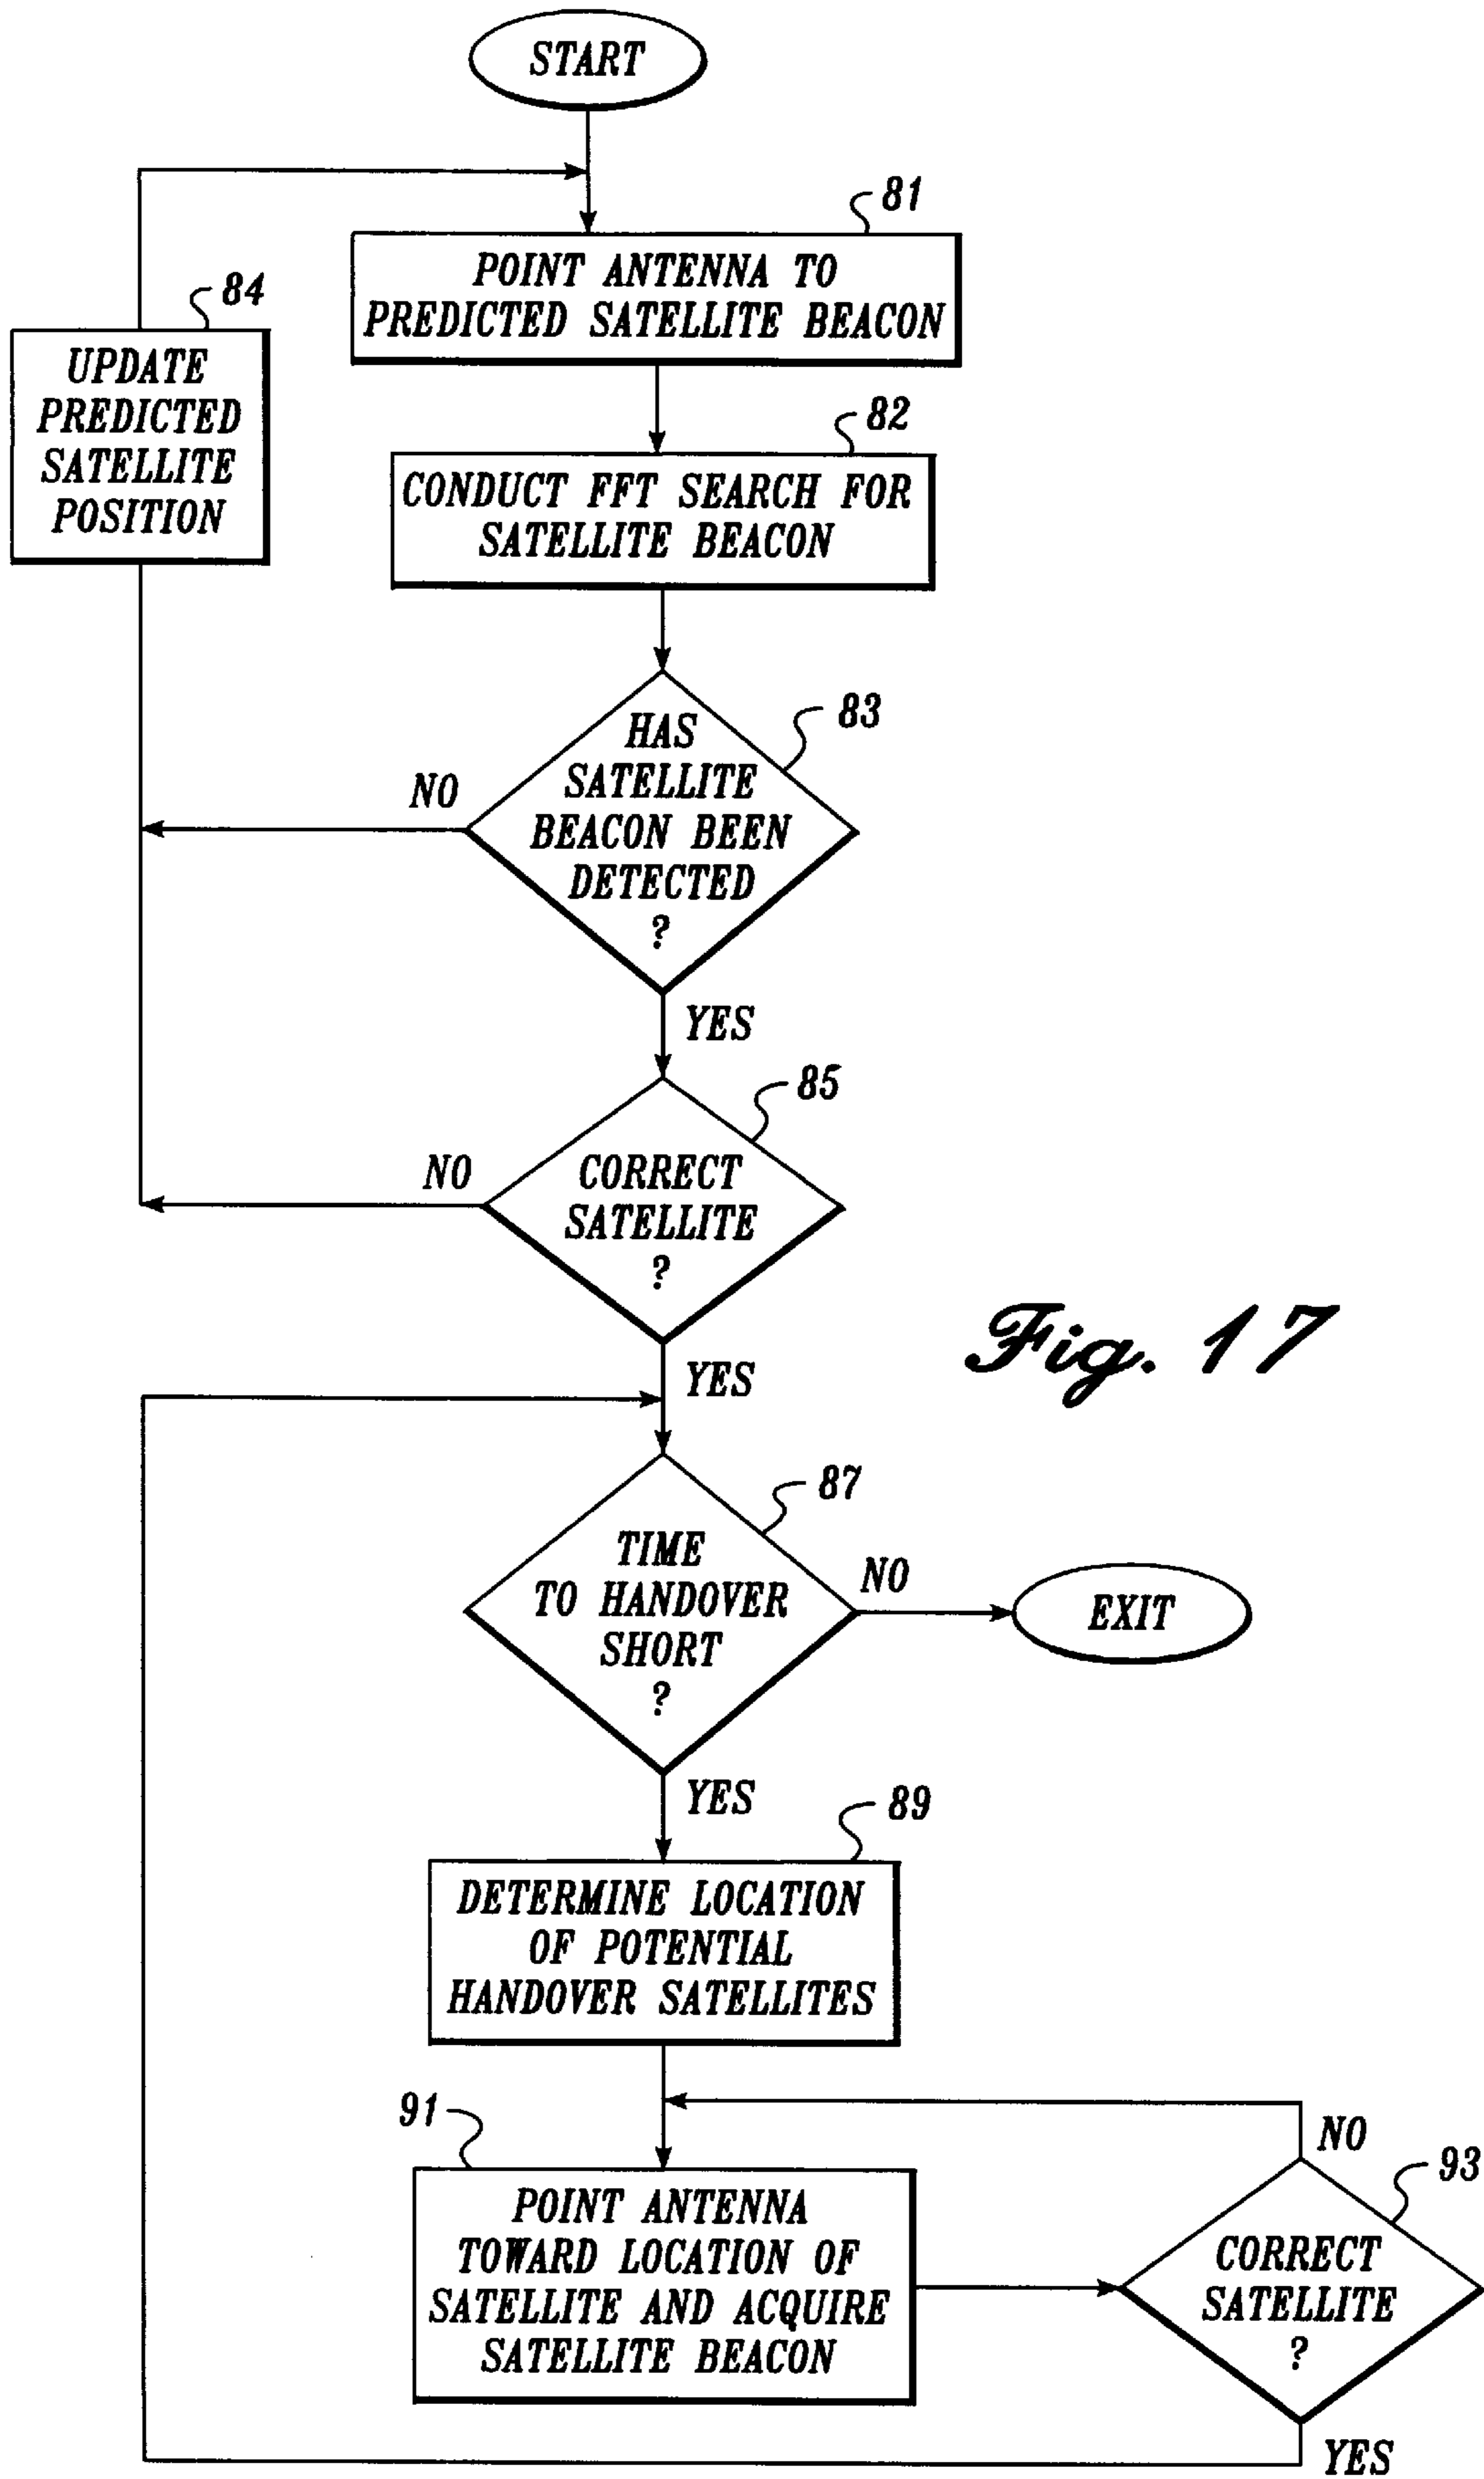 START
81
POINT ANTENNA TO
PREDICTED SATELLITE BEACON
84
UPDATE
PREDICTED
SATELLITE
POSITION
82
CONDUCT FFT SEARCH FOR
SATELLITE BEACON
83
HAS
SATELLITE
BEACON BEEN
DETECTED
?
NO
YES
85
CORRECT
SATELLITE
?
NO
YES
Fig. 17
87
TIME
TO HANDOVER
SHORT
?
NO
EXIT
YES
89
DETERMINE LOCATION
OF POTENTIAL
HANDOVER SATELLITES
91
POINT ANTENNA
TOWARD LOCATION OF
SATELLITE AND ACQUIRE
SATELLITE BEACON
NO
93
CORRECT
SATELLITE
?
YES